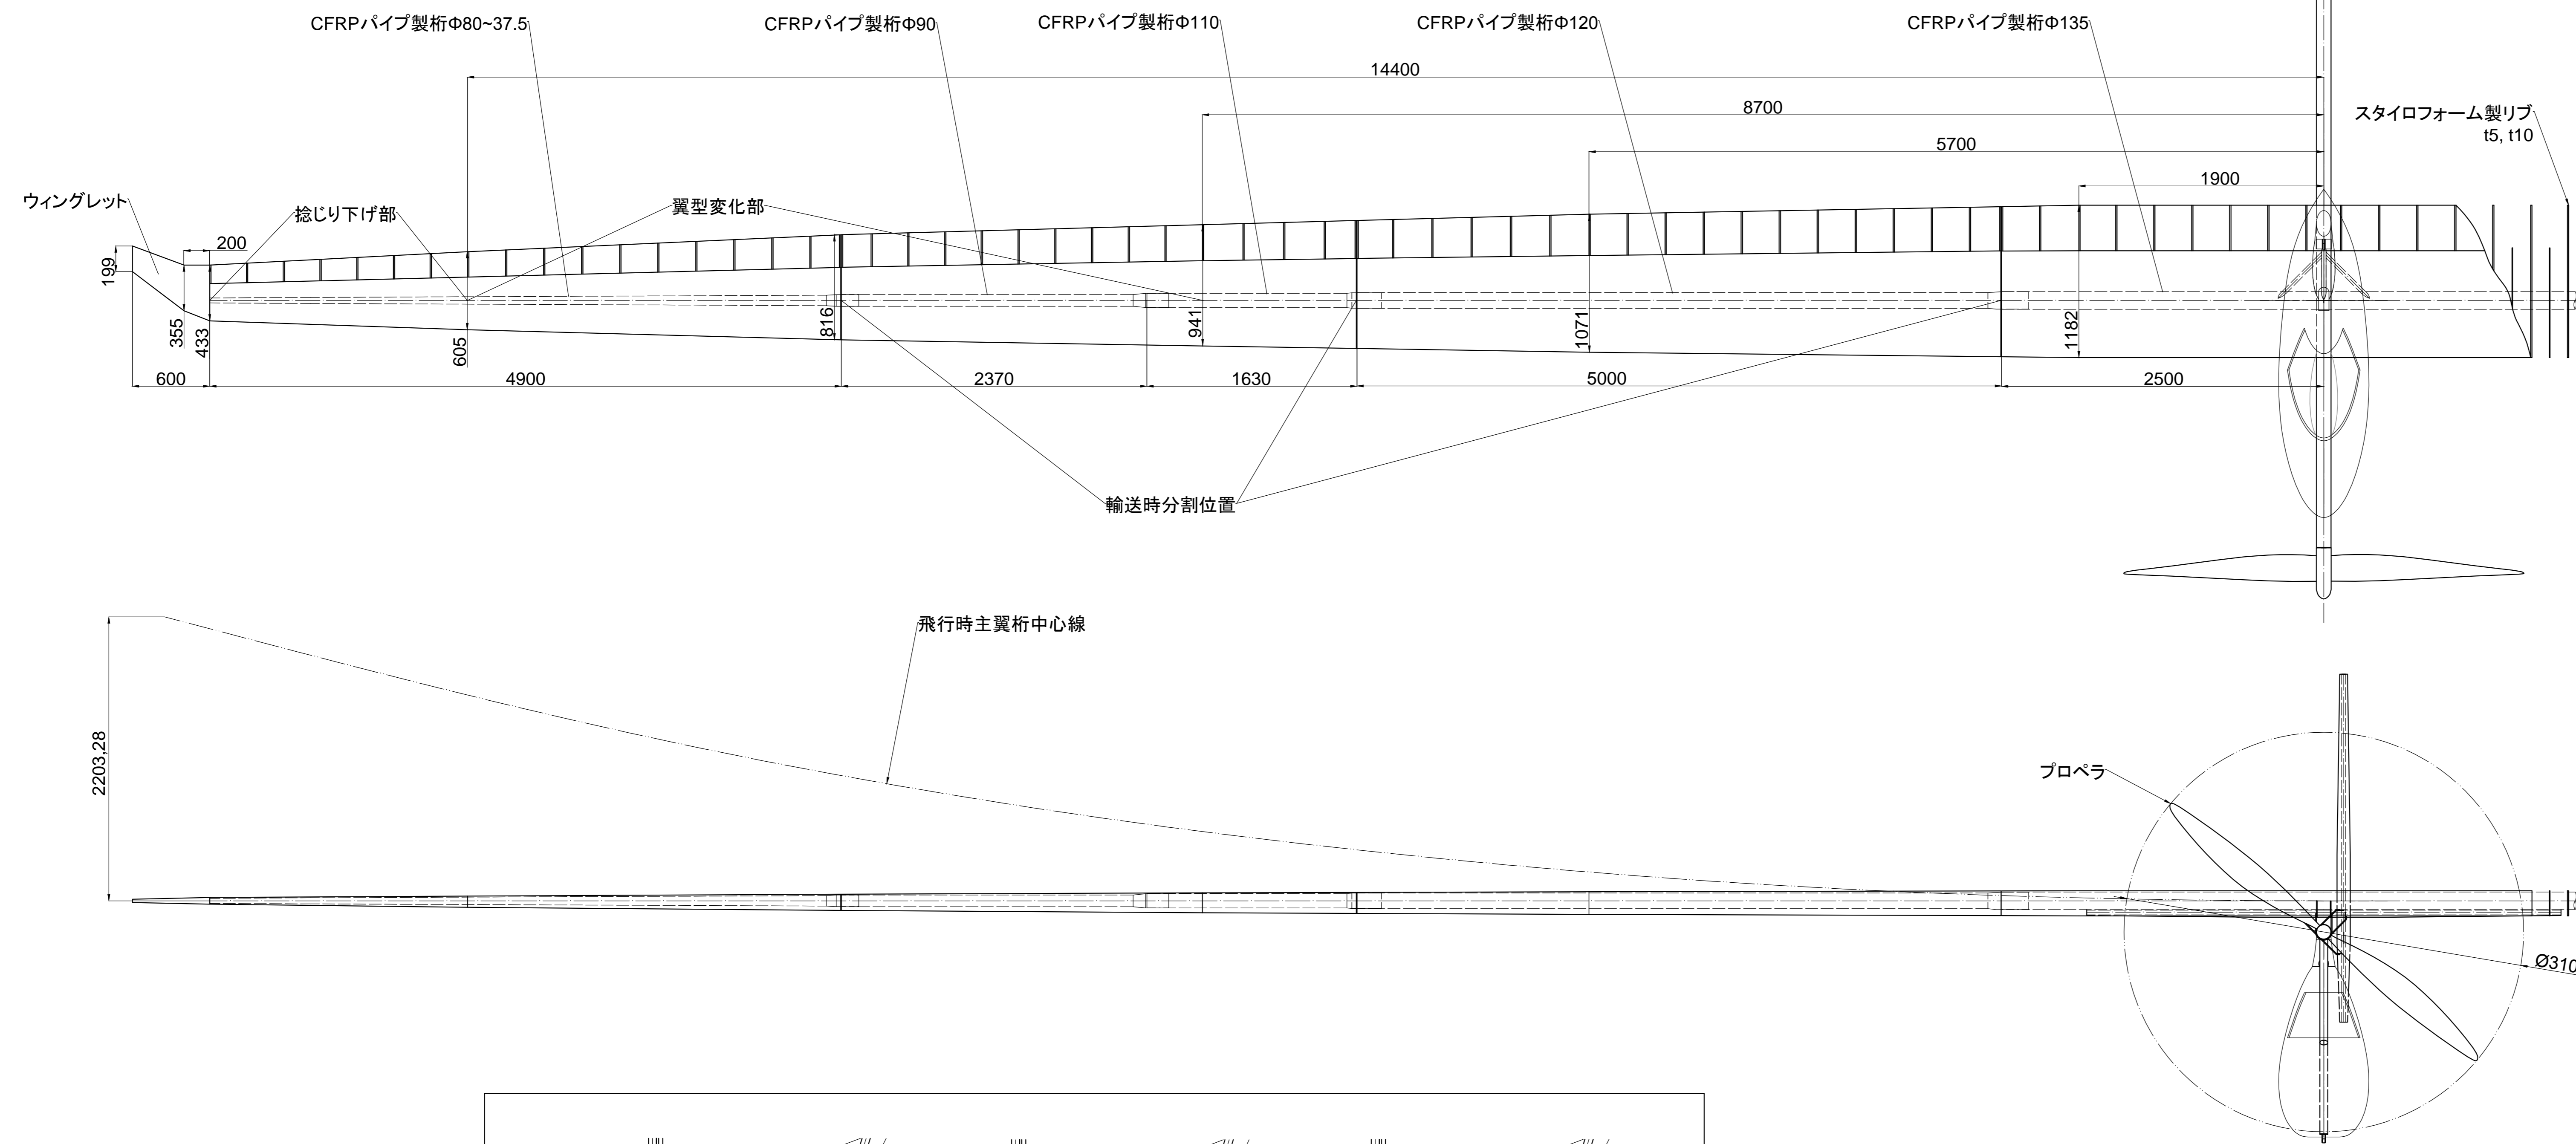 CFRPパイプ製桁Φ80~37.5
CFRPパイプ製桁Φ90
CFRPパイプ製桁Φ110
CFRPパイプ製桁Φ120
CFRPパイプ製桁Φ135
14400
8700
スタイロフォーム製リブ
t5, t10
5700
1900
ウィングレット
捻じり下げ部
翼型変化部
200
199
355
433
605
816
941
1071
1182
600
4900
2370
1630
5000
2500
輸送時分割位置
飛行時主翼桁中心線
2203,28
プロペラ
Ø310